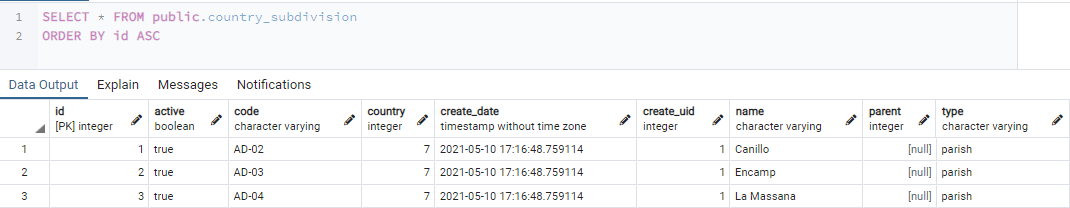 1 SELECT * FROM public.country_subdivision
2 ORDER BY id ASC
Data Output Explain Messages Notifications
id active code country create_date create_uid name parent type
[PK] integer boolean character varying integer timestamp without time zone integer character varying integer character varying
1 1 true AD-02 7 2021-05-10 17:16:48.759114 1 Canillo [null] parish
2 2 true AD-03 7 2021-05-10 17:16:48.759114 1 Encamp [null] parish
3 3 true AD-04 7 2021-05-10 17:16:48.759114 1 La Massana [null] parish